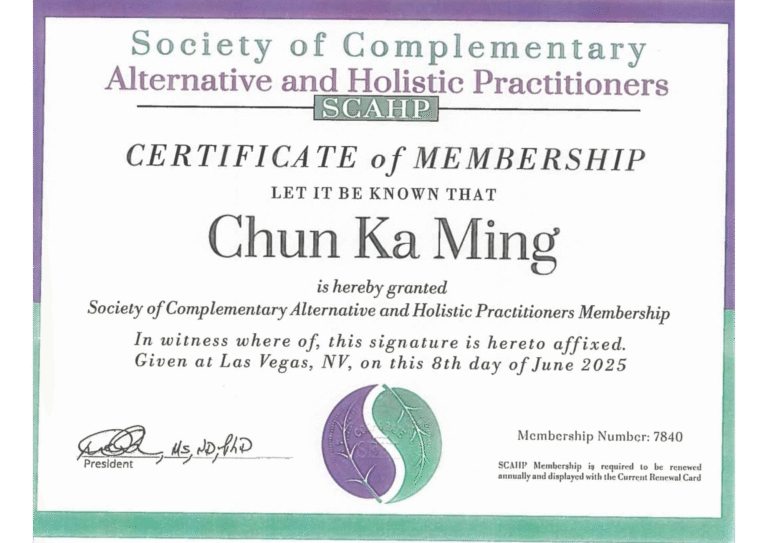 Society of Complementary
Alternative and Holistic Practitioners
SCAHP
CERTIFICATE of MEMBERSHIP
LET IT BE KNOWN THAT
Chun Ka Ming
is hereby granted
Society of Complementary Alternative and Holistic Practitioners Membership
In witness where of, this signature is hereto affixed.
Given at Las Vegas, NV, on this 8th day of June 2025
MS, ND, PhD
President
Membership Number: 7840
SCAHP Membership is required to be renewed
annually and displayed with the Current Renewal Card